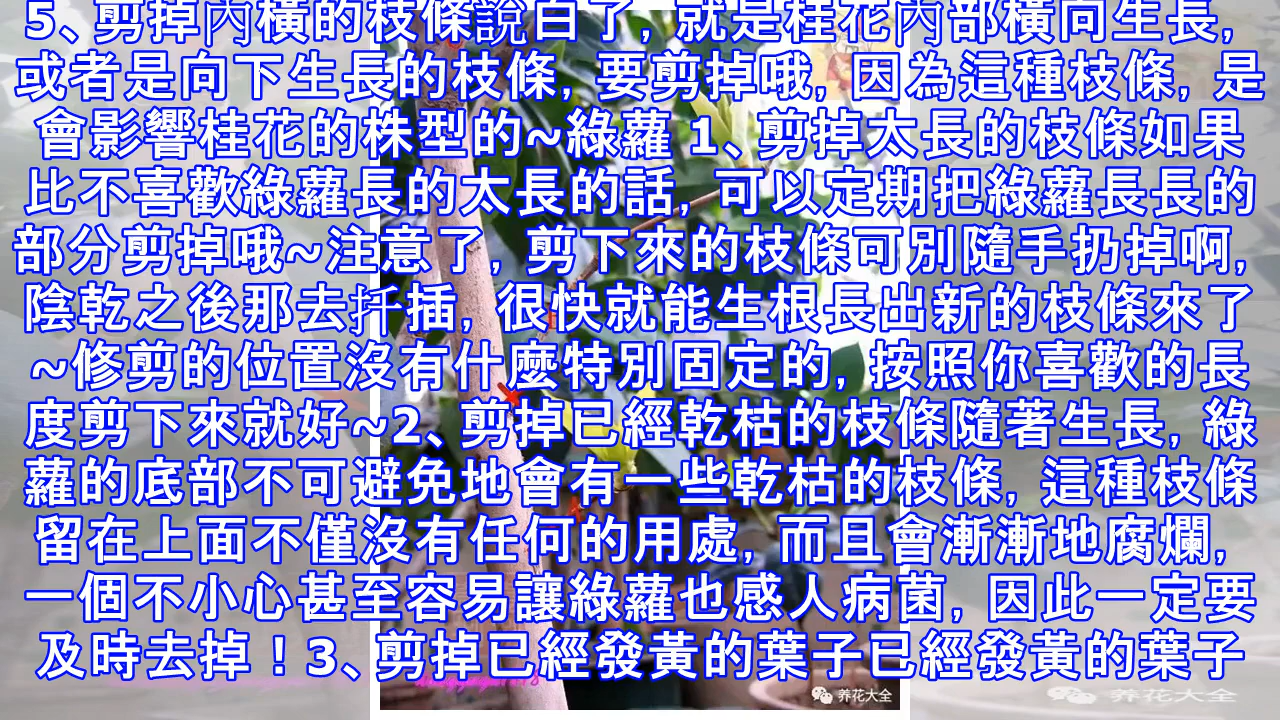 5、剪掉內橫的枝條說白了, 就是桂花內部橫向生長,
或者是向下生長的枝條, 要剪掉哦, 因為這種枝條, 是
會影響桂花的株型的~綠蘿 1、剪掉太長的枝條如果
比不喜歡綠蘿長的太長的話, 可以定期把綠蘿長長的
部分剪掉哦~注意了, 剪下來的枝條可別隨手扔掉啊,
陰乾之後那去扦插, 很快就能生根長出新的枝條來了
~修剪的位置沒有什麼特別固定的, 按照你喜歡的長
度剪下來就好~2、剪掉已經乾枯的枝條隨著生長, 綠
蘿的底部不可避免地會有一些乾枯的枝條, 這種枝條
留在上面不僅沒有任何的用處, 而且會漸漸地腐爛,
一個不小心甚至容易讓綠蘿也感人病菌, 因此一定要
及時去掉！3、剪掉已經發黃的葉子已經發黃的葉子
养花大全
养花大全